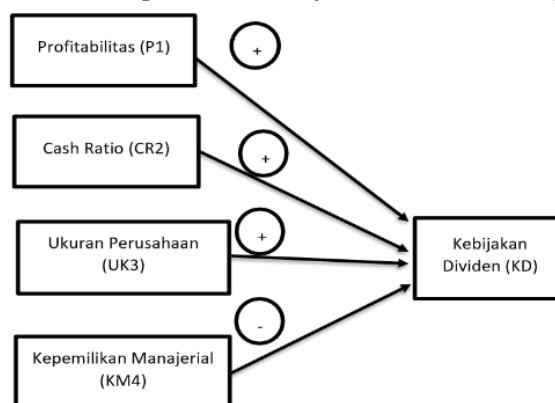 Profitabilitas (P1)
+
Cash Ratio (CR2)
+
Ukuran Perusahaan
(UK3)
+
Kebijakan
Dividen (KD)
-
Kepemilikan Manajerial
(KM4)